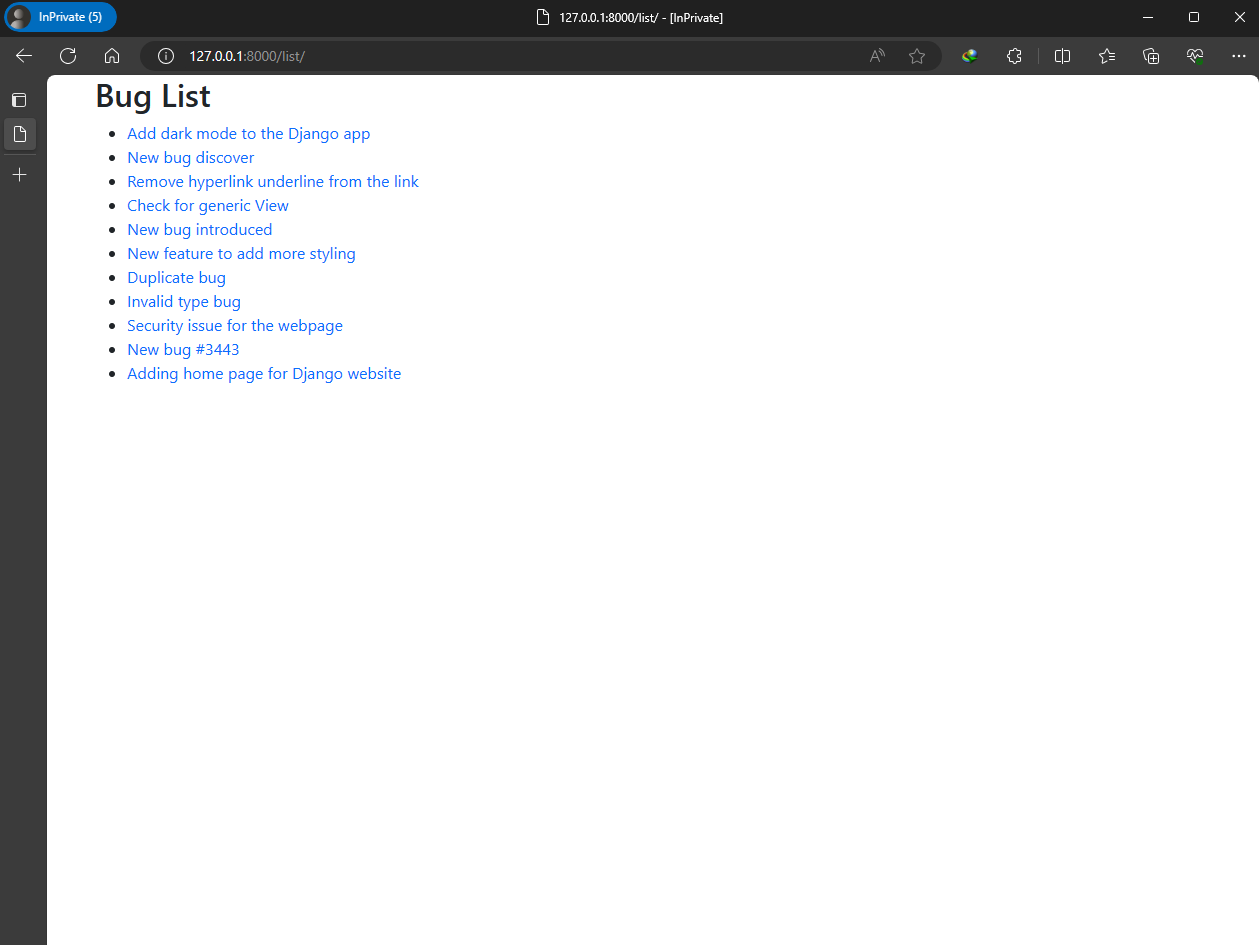 InPrivate (5)
127.0.0.1:8000/list/ - [InPrivate]
127.0.0.1:8000/list/
Bug List
Add dark mode to the Django app
New bug discover
Remove hyperlink underline from the link
Check for generic View
New bug introduced
New feature to add more styling
Duplicate bug
Invalid type bug
Security issue for the webpage
New bug #3443
Adding home page for Django website